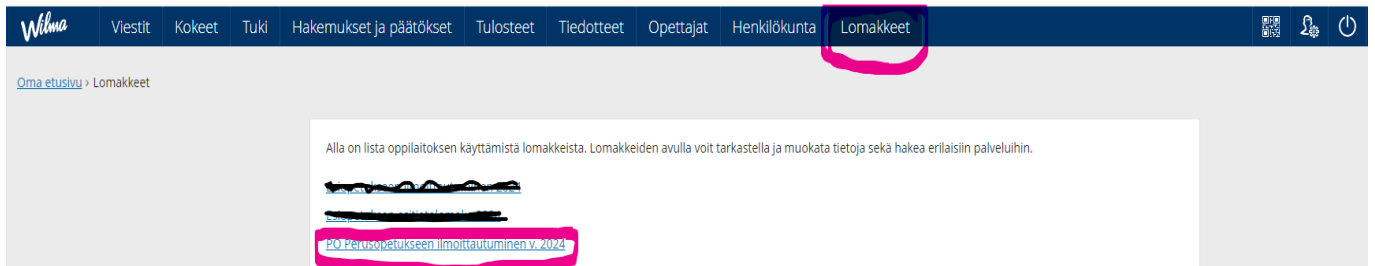 Wilma Viestit Kokeet Tuki Hakemukset ja päätökset Tulosteet Tiedotteet Opettajat Henkilökunta Lomakkeet
Oma etusivu > Lomakkeet
Alla on lista oppilaitoksen käyttämistä lomakkeista. Lomakkeiden avulla voit tarkastella ja muokata tietoja sekä hakea erilaisiin palveluihin.
PO Perusopetukseen ilmoittautuminen v. 2024